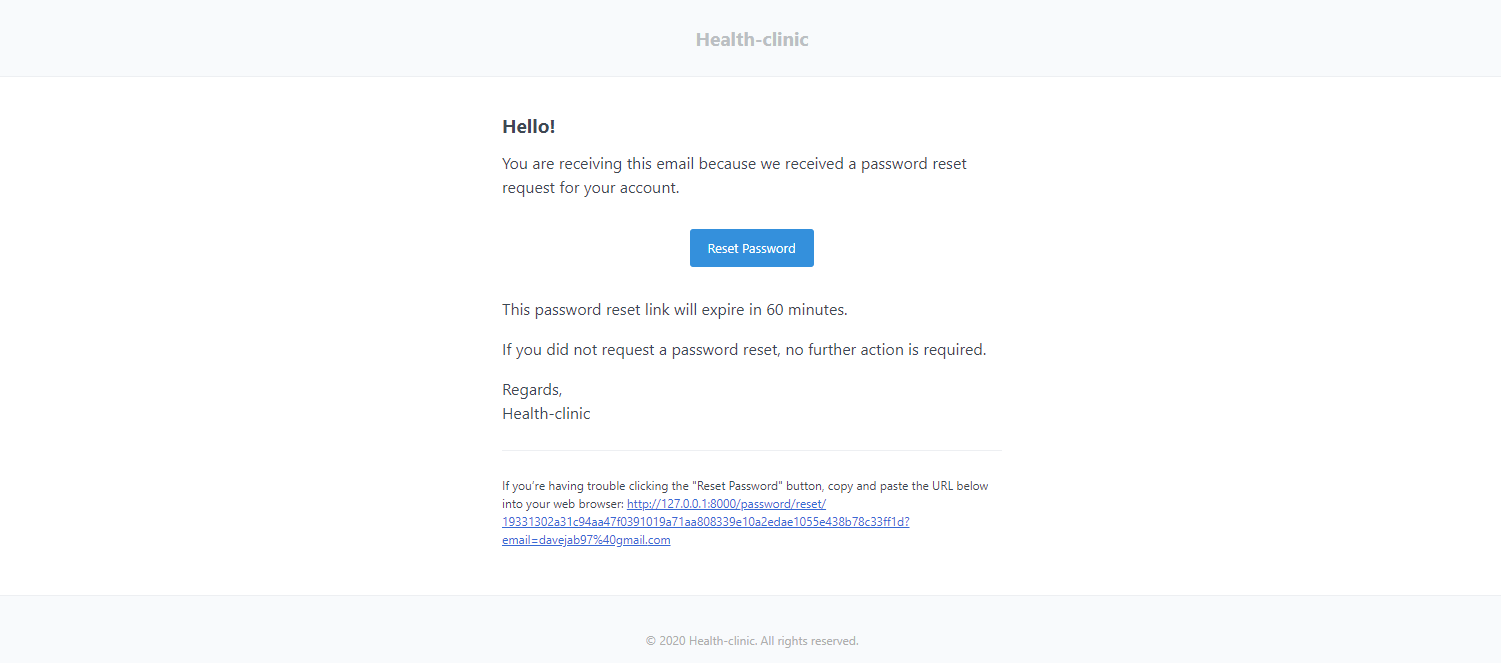 Health-clinic
Hello!
You are receiving this email because we received a password reset
request for your account.
Reset Password
This password reset link will expire in 60 minutes.
If you did not request a password reset, no further action is required.
Regards,
Health-clinic
If you’re having trouble clicking the "Reset Password" button, copy and paste the URL below
into your web browser: http://127.0.0.1:8000/password/reset/
19331302a31c94aa47f0391019a71aa808339e10a2edae1055e438b78c33ff1d?
email=davejab97%40gmail.com
© 2020 Health-clinic. All rights reserved.